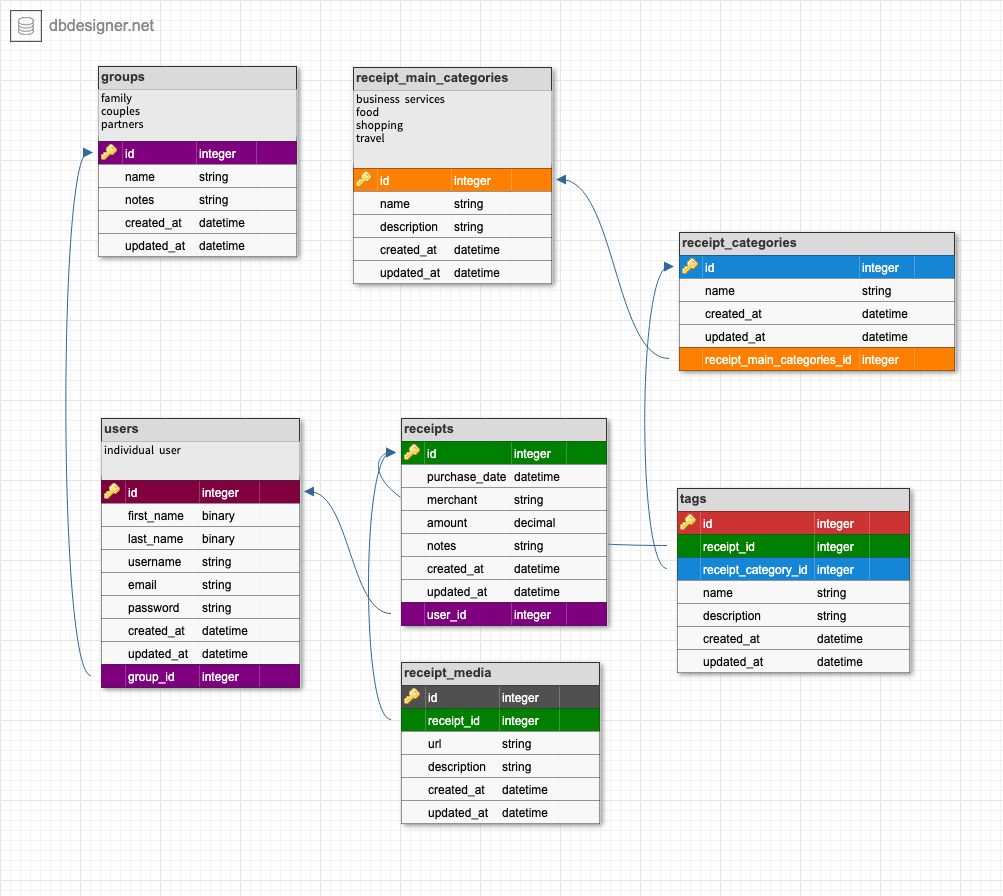 dbdesigner.net
groups
family
couples
partners
id integer
name string
notes string
created_at datetime
updated_at datetime
receipt_main_categories
business services
food
shopping
travel
id integer
name string
description string
created_at datetime
updated_at datetime
receipt_categories
id integer
name string
created_at datetime
updated_at datetime
receipt_main_categories_id integer
users
individual user
id integer
first_name binary
last_name binary
username string
email string
password string
created_at datetime
updated_at datetime
group_id integer
receipts
id integer
purchase_date datetime
merchant string
amount decimal
notes string
created_at datetime
updated_at datetime
user_id integer
tags
id integer
receipt_id integer
receipt_category_id integer
name string
description string
created_at datetime
updated_at datetime
receipt_media
id integer
receipt_id integer
url string
description string
created_at datetime
updated_at datetime